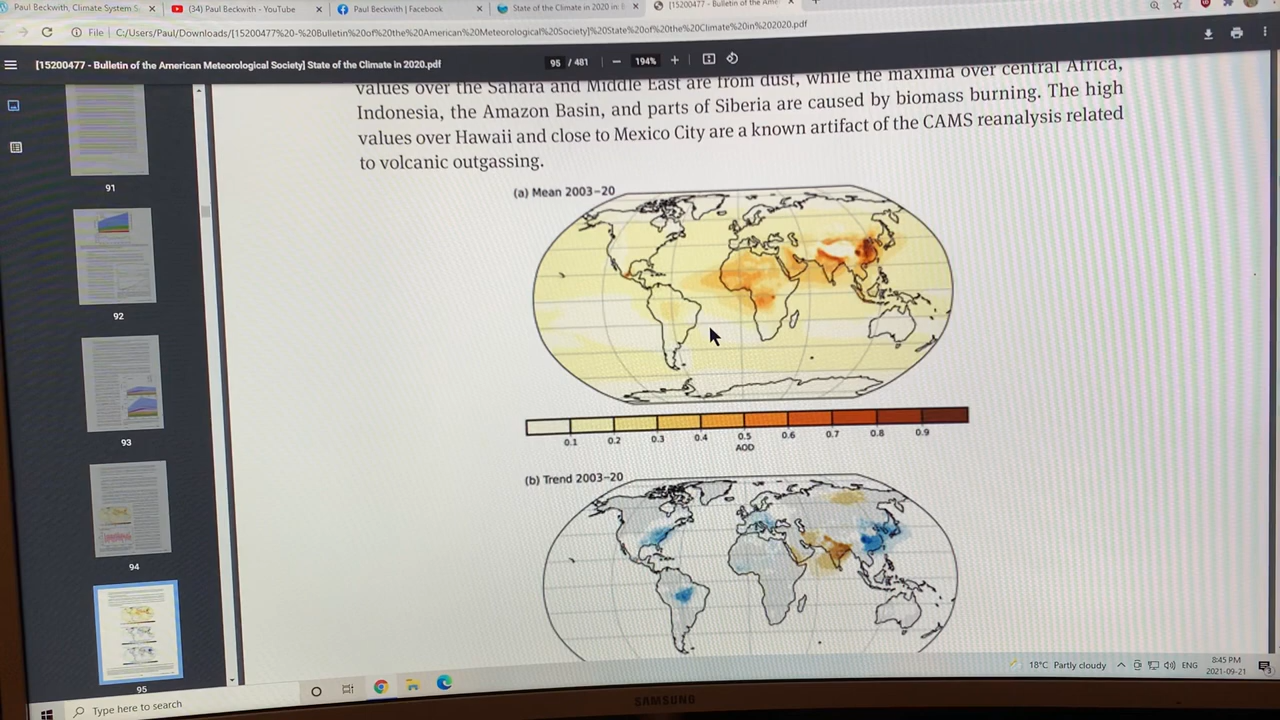 Paul Beckwith, Climate System S
(34) Paul Beckwith - YouTube
Paul Beckwith | Facebook
State of the Climate in 2020 in
[15200477 - Bulletin of the Ame
File | C:/Users/Paul/Downloads/[15200477%20-%20Bulletin%20of%20the%20American%20Meteorological%20Society]%20State%20of%20the%20Climate%20in%202020.pdf
[15200477 - Bulletin of the American Meteorological Society] State of the Climate in 2020.pdf
95 / 481
194%
values over the Sahara and Middle East are from dust, while the maxima over central Africa,
Indonesia, the Amazon Basin, and parts of Siberia are caused by biomass burning. The high
values over Hawaii and close to Mexico City are a known artifact of the CAMS reanalysis related
to volcanic outgassing.
91
92
93
94
95
(a) Mean 2003–20
0.1 0.2 0.3 0.4 0.5 0.6 0.7 0.8 0.9
AOD
(b) Trend 2003–20
Type here to search
18°C Partly cloudy
ENG
8:45 PM
2021-09-21
SAMSUNG